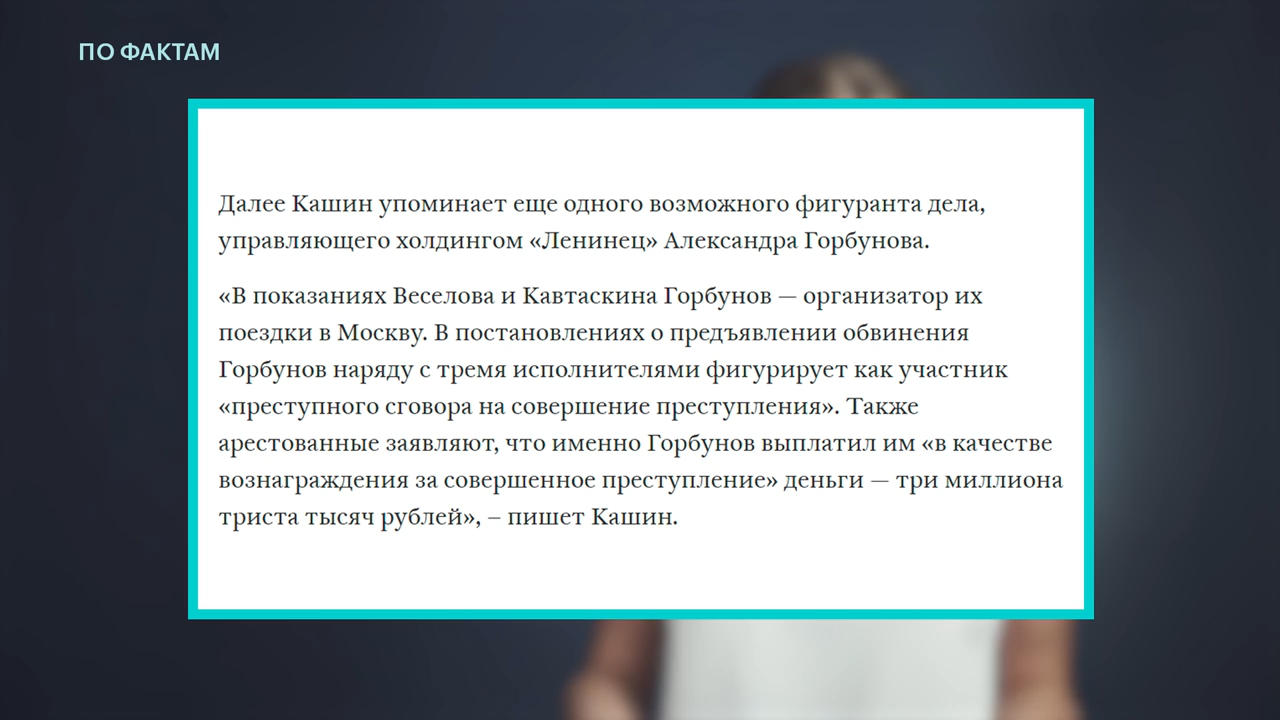 ПО ФАКТАМ
Далее Кашин упоминает еще одного возможного фигуранта дела,
управляющего холдингом «Ленинец» Александра Горбунова.
«В показаниях Веселова и Кавтаскина Горбунов — организатор их
поездки в Москву. В постановлениях о предъявлении обвинения
Горбунов наряду с тремя исполнителями фигурирует как участник
«преступного сговора на совершение преступления». Также
арестованные заявляют, что именно Горбунов выплатил им «в качестве
вознаграждения за совершенное преступление» деньги — три миллиона
триста тысяч рублей», – пишет Кашин.